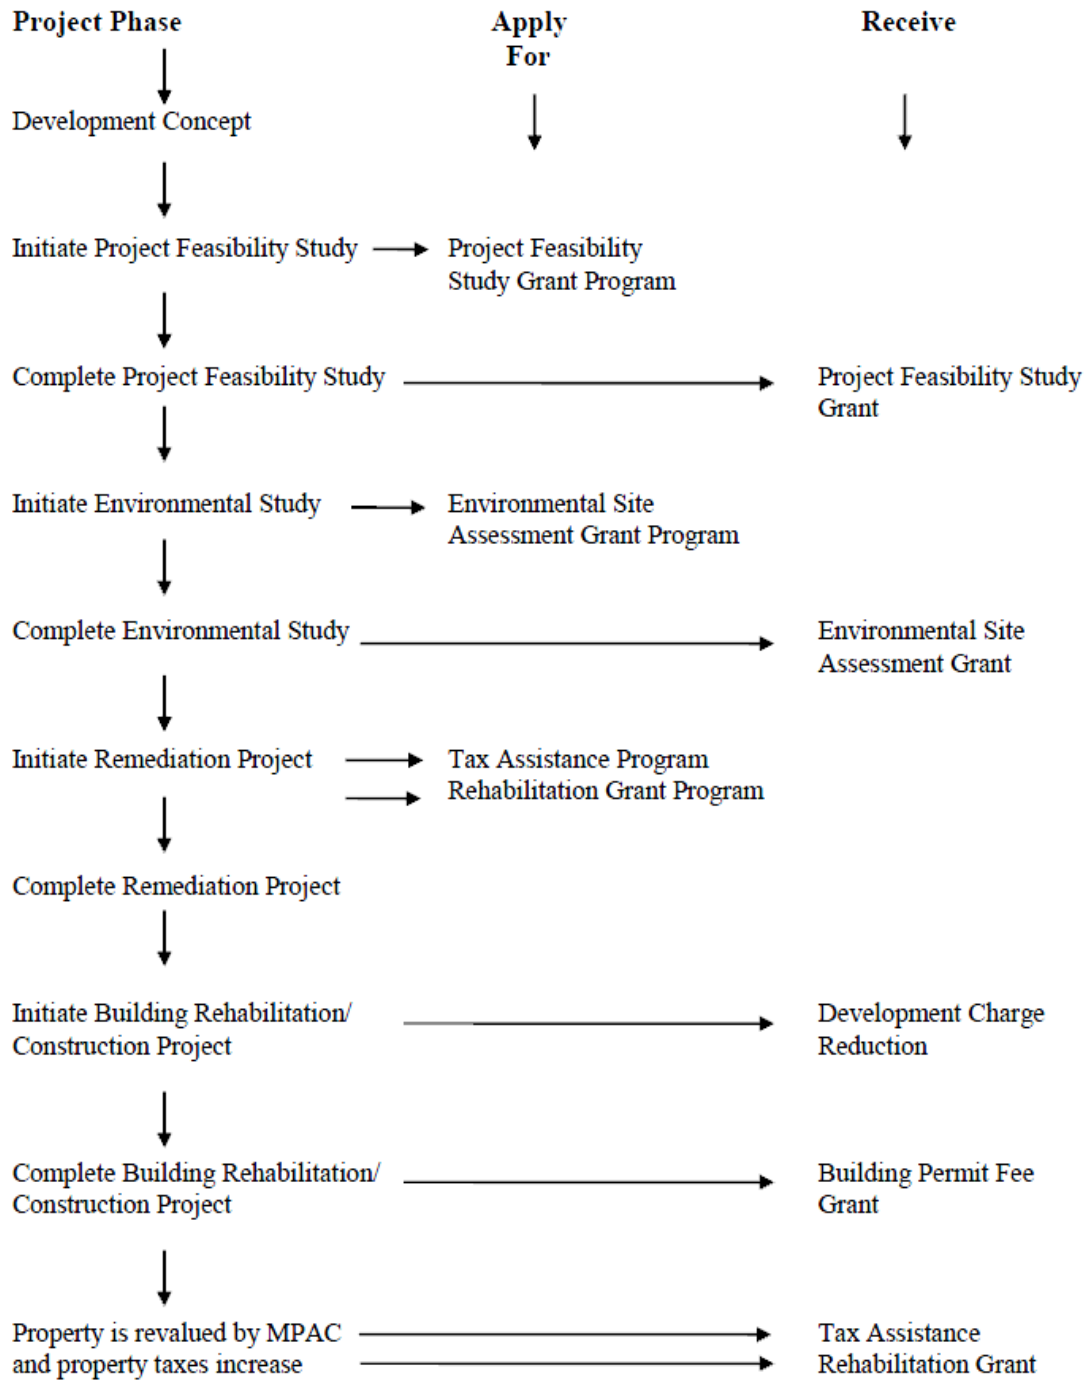 Project Phase
Apply
For
Receive
Development Concept
Initiate Project Feasibility Study
Project Feasibility
Study Grant Program
Complete Project Feasibility Study
Project Feasibility Study
Grant
Initiate Environmental Study
Environmental Site
Assessment Grant Program
Complete Environmental Study
Environmental Site
Assessment Grant
Initiate Remediation Project
Tax Assistance Program
Rehabilitation Grant Program
Complete Remediation Project
Initiate Building Rehabilitation/
Construction Project
Development Charge
Reduction
Complete Building Rehabilitation/
Construction Project
Building Permit Fee
Grant
Property is revalued by MPAC
and property taxes increase
Tax Assistance
Rehabilitation Grant